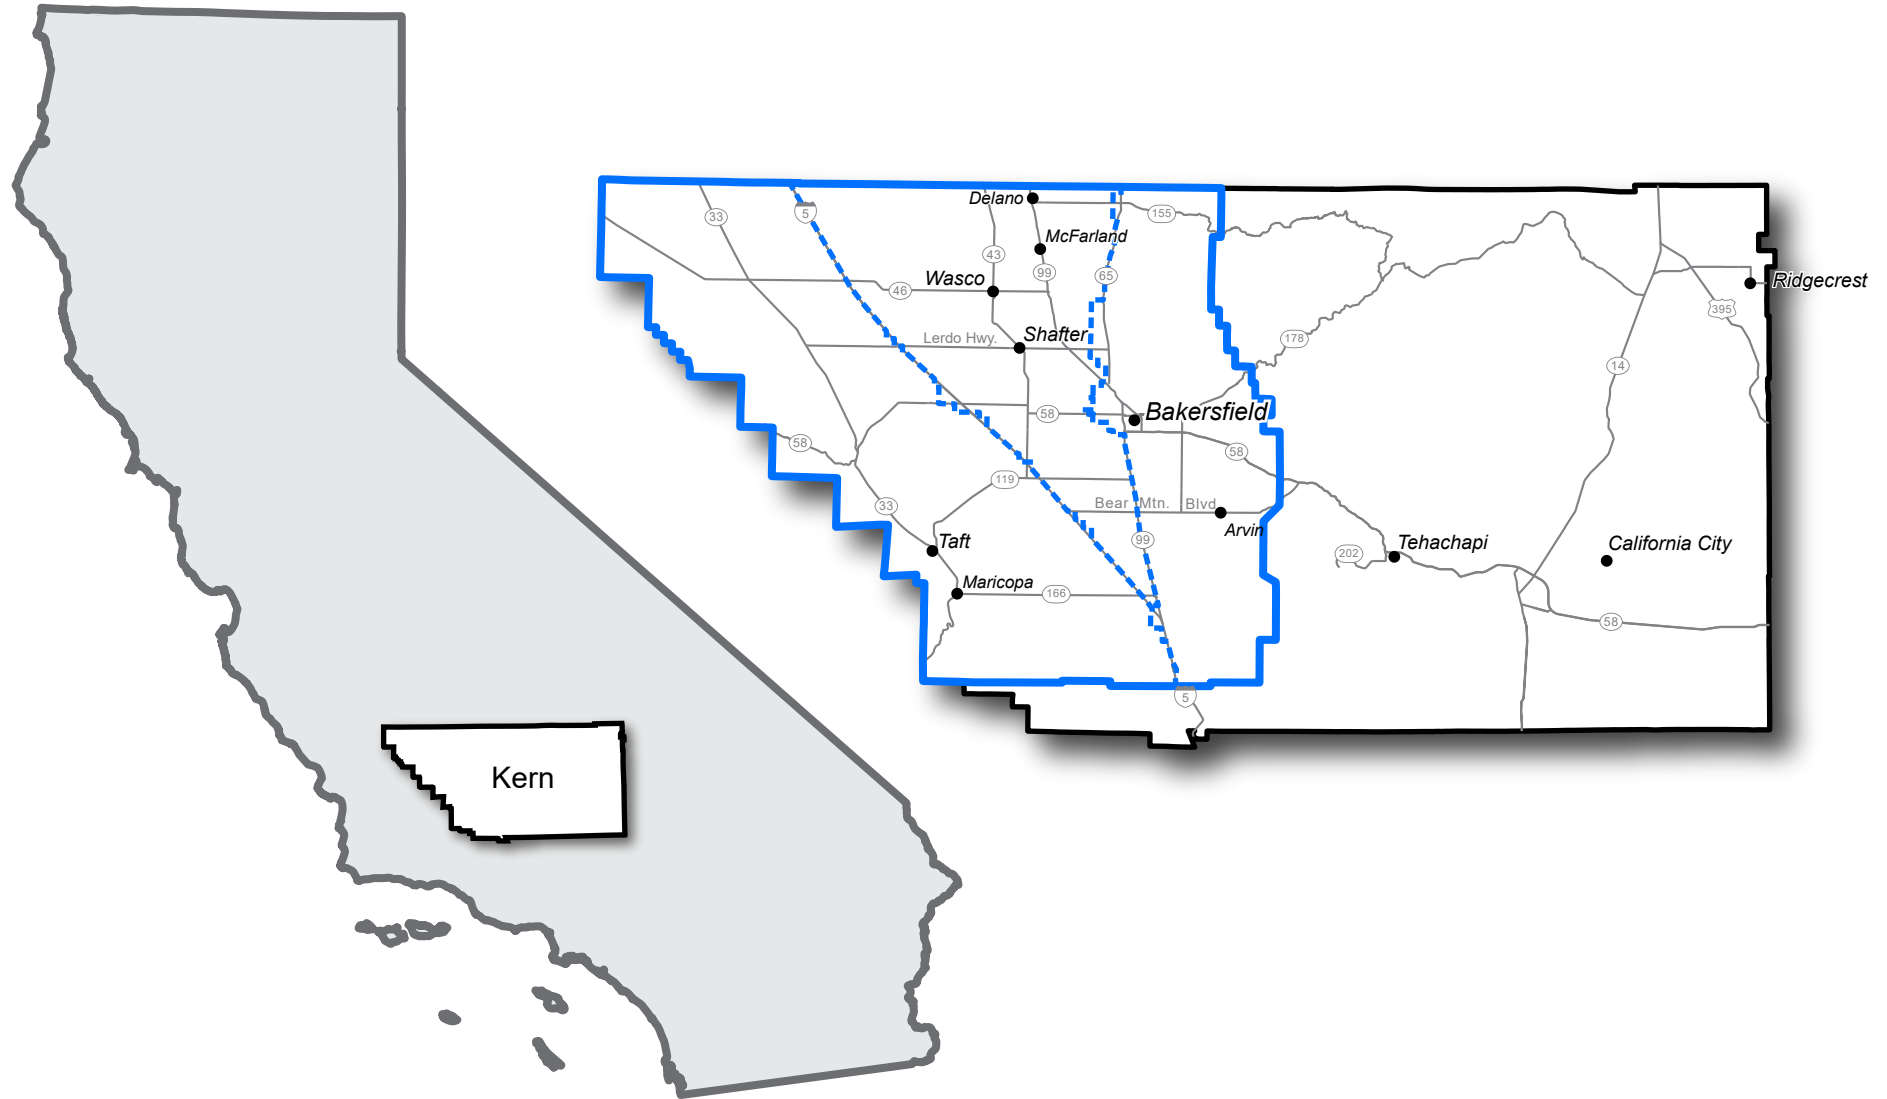 Delano
155
33
5
McFarland
43
99
65
Wasco
46
Ridgecrest
395
Lerdo Hwy.
Shafter
178
14
58
Bakersfield
58
58
119
33
Bear Mtn. Blvd
Arvin
Taft
99
202
Tehachapi
California City
Maricopa
166
58
5
Kern